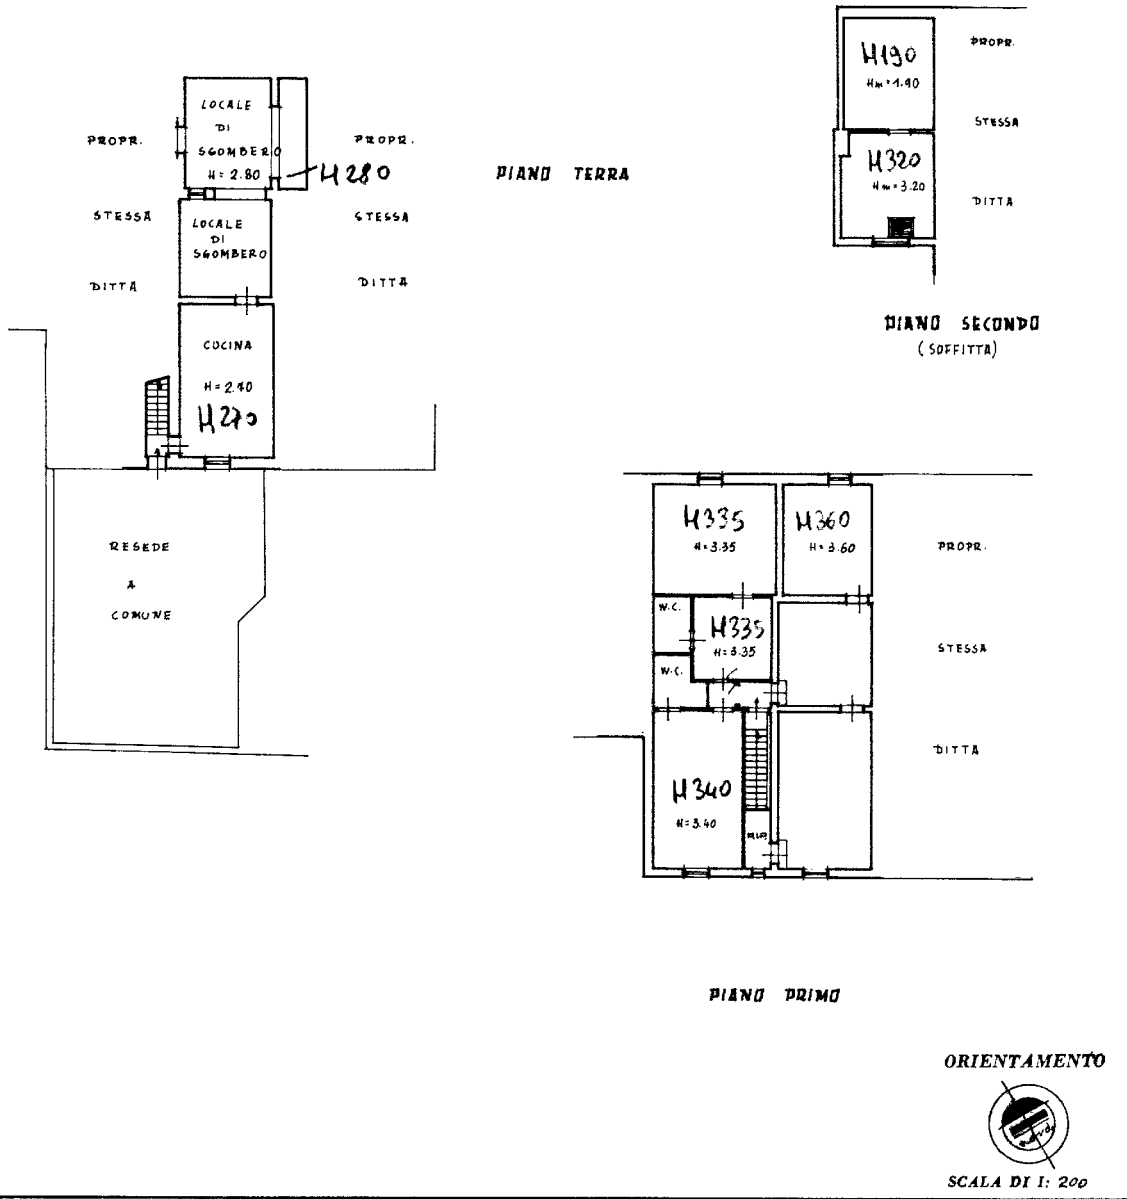 LOCALE
DI
SGOMBERO
H = 2.80
H280
PROPR.
STESSA
DITTA
PROPR.
STESSA
DITTA
LOCALE
DI
SGOMBERO
COCINA
H = 2.70
H270
PIANO TERRA
RESEDE
A
COMUNE
H190
Hm = 1.90
H320
Hm = 3.20
PROPR.
STESSA
DITTA
PIANO SECONDO
(SOFFITTA)
H335
H = 3.35
H360
H = 3.60
W.C.
H335
H = 3.35
W.C.
H340
H = 3.40
RIP.
PROPR.
STESSA
DITTA
PIANO PRIMO
ORIENTAMENTO
SCALA DI 1: 200